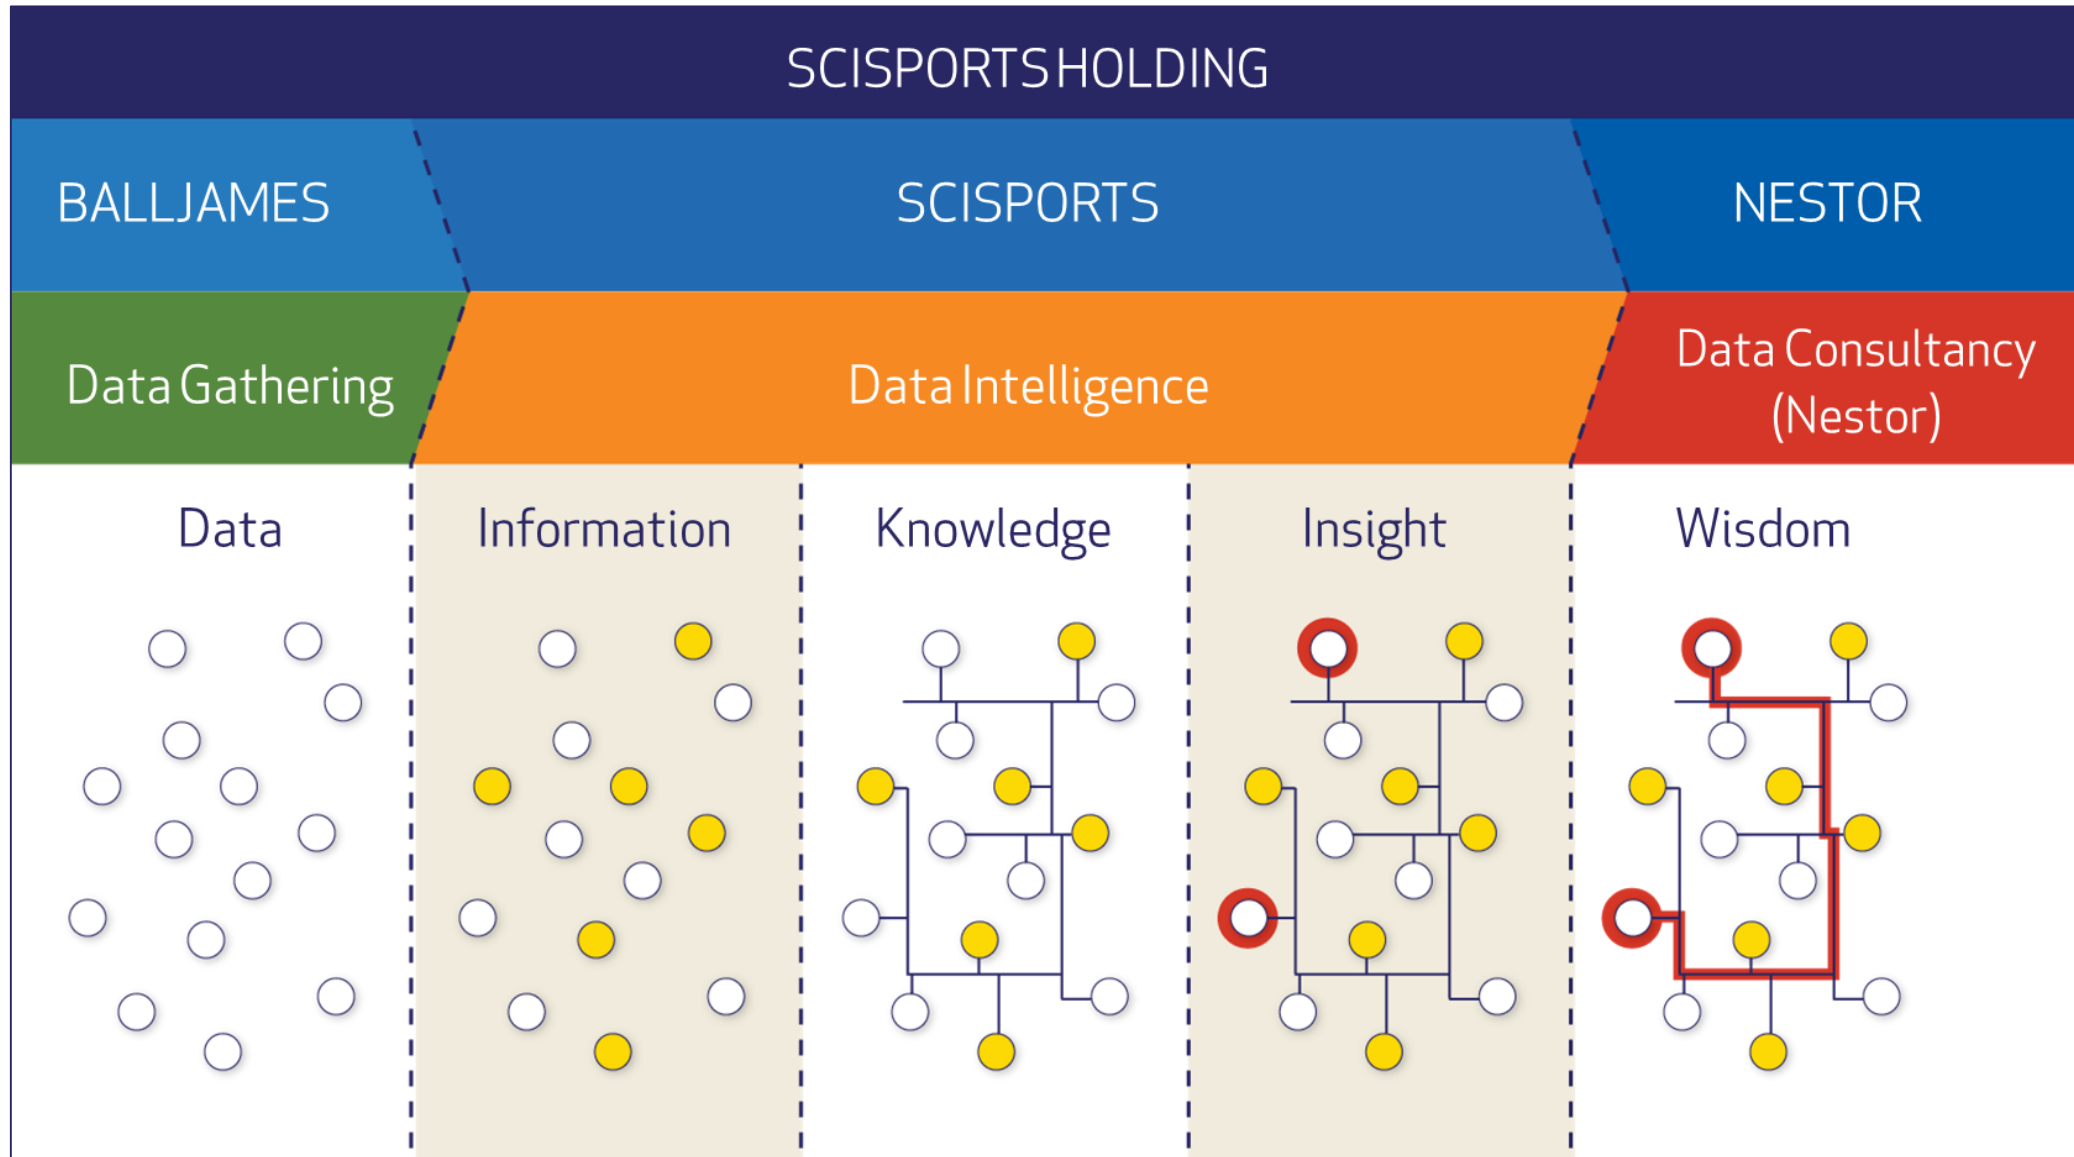 SCISPORTS HOLDING
BALLJAMES
SCISPORTS
NESTOR
Data Gathering
Data Intelligence
Data Consultancy
(Nestor)
Data
Information
Knowledge
Insight
Wisdom